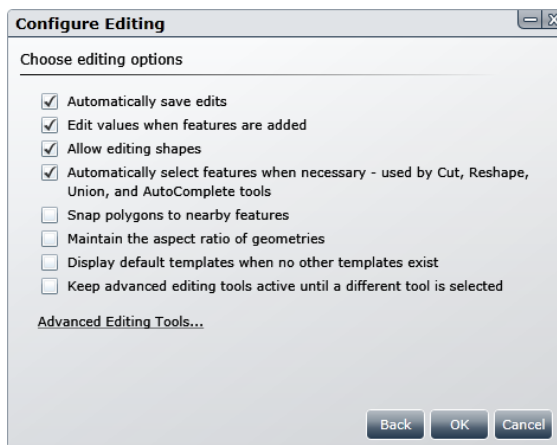 Configure Editing
Choose editing options
Automatically save edits
Edit values when features are added
Allow editing shapes
Automatically select features when necessary - used by Cut, Reshape,
Union, and AutoComplete tools
Snap polygons to nearby features
Maintain the aspect ratio of geometries
Display default templates when no other templates exist
Keep advanced editing tools active until a different tool is selected
Advanced Editing Tools...
Back OK Cancel